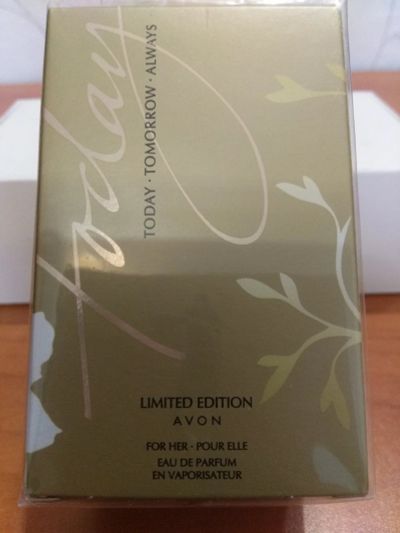 today
TODAY · TOMORROW · ALWAYS
LIMITED EDITION
AVON
FOR HER · POUR ELLE
EAU DE PARFUM
EN VAPORISATEUR